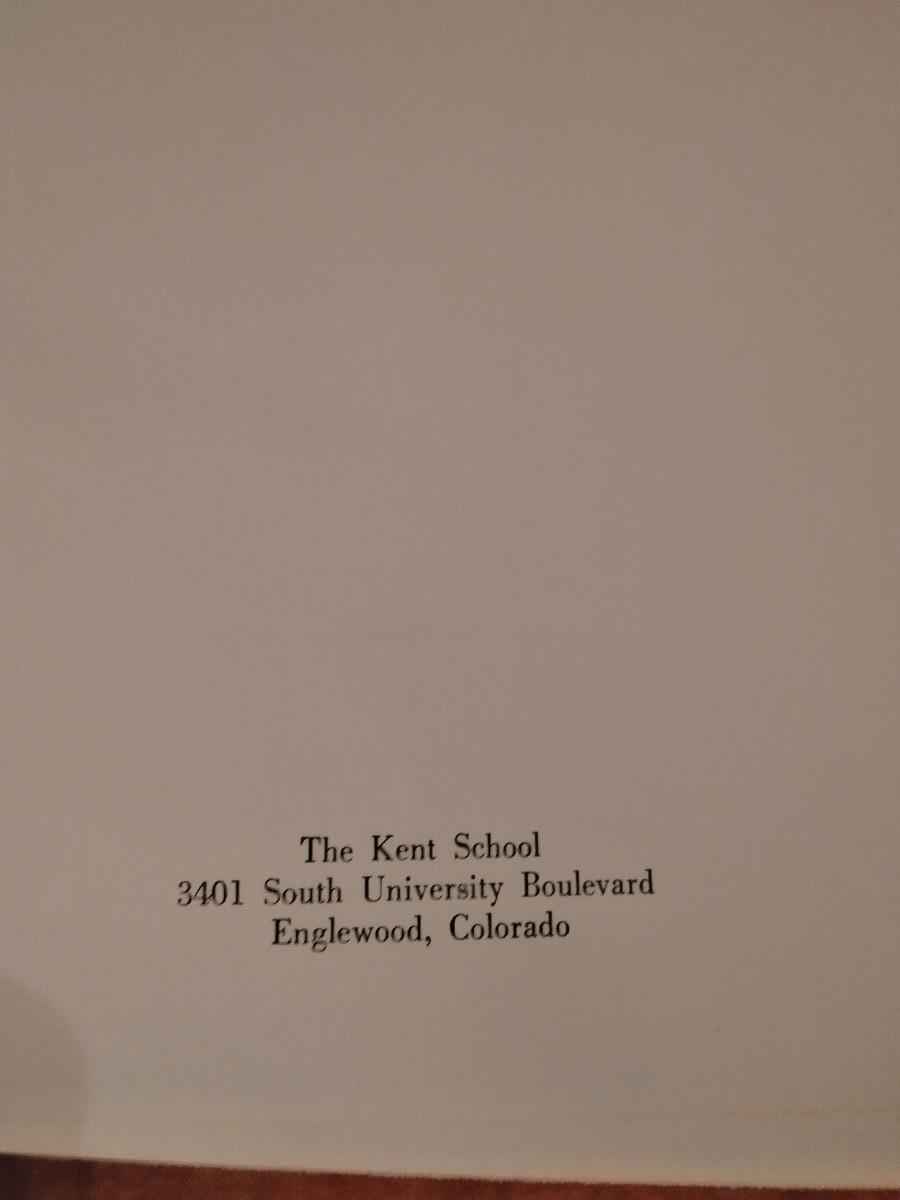 The Kent School
3401 South University Boulevard
Englewood, Colorado